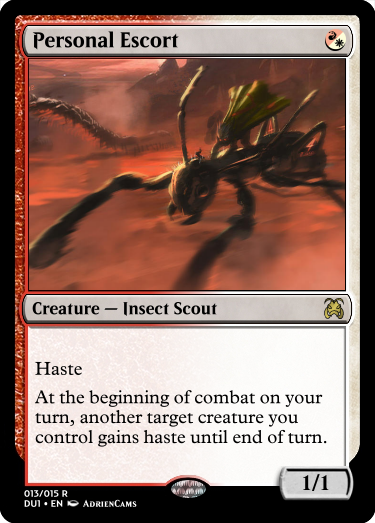 Personal Escort
Creature — Insect Scout
Haste
At the beginning of combat on your
turn, another target creature you
control gains haste until end of turn.
1/1
013/015 R
DU1 • EN AdrienCams